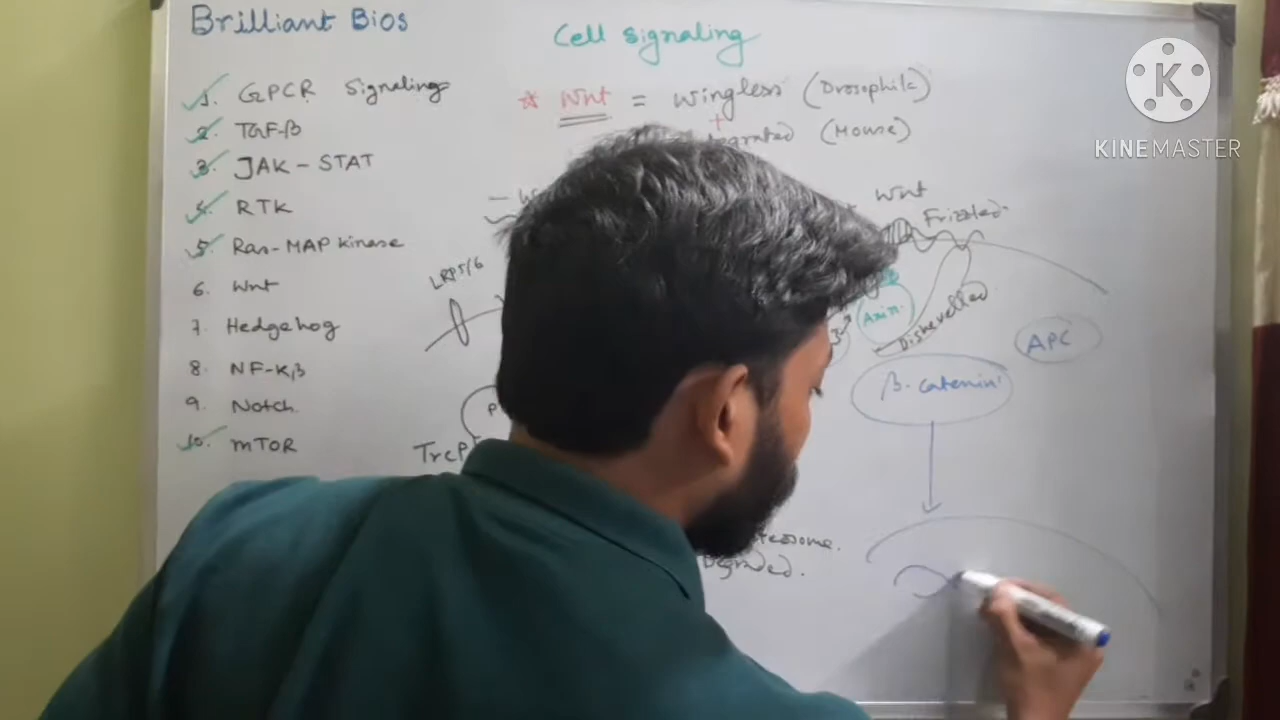 Brilliant Bios
Cell signaling
1. GPCR Signaling
2. TGF-β
3. JAK-STAT
4. RTK
5. Ras-MAP kinase
6. Wnt
7. Hedgehog
8. NF-Kβ
9. Notch
10. mTOR
* Wnt = wingless (Drosophila)
+
tegrated (Mouse)
LRP5/6
Wnt
Frizzled
Axin
Dishevelled
APC
β-catenin
TrcP
Degraded.
K
KINEMASTER